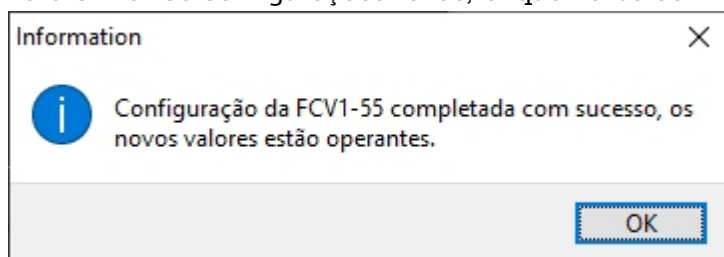 Information
Configuração da FCV1-55 completada com sucesso, os
novos valores estão operantes.
OK